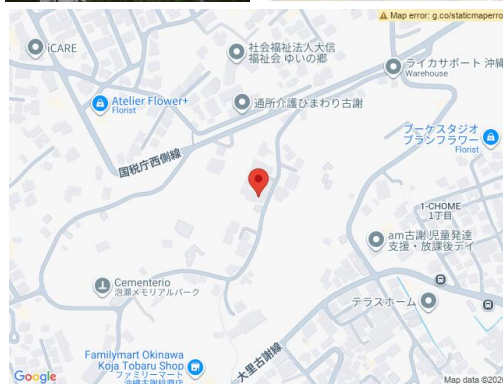 Map error: g.co/staticmaperro
iCARE
社会福祉法人大信
福祉会 ゆいの郷
ライカサポート 沖縄
Warehouse
Atelier Flower+
Florist
通所介護ひまわり古謝
ブーケスタジオ
ブランフラワー
Florist
国税庁西側線
1-CHOME
1丁目
am古謝 児童発達
支援・放課後デイ
Cementerio
泡瀬メモリアルパーク
テラスホーム
Familymart Okinawa
Koja Tobaru Shop
ファミリーマート
大里古謝線
Google
Map data ©202